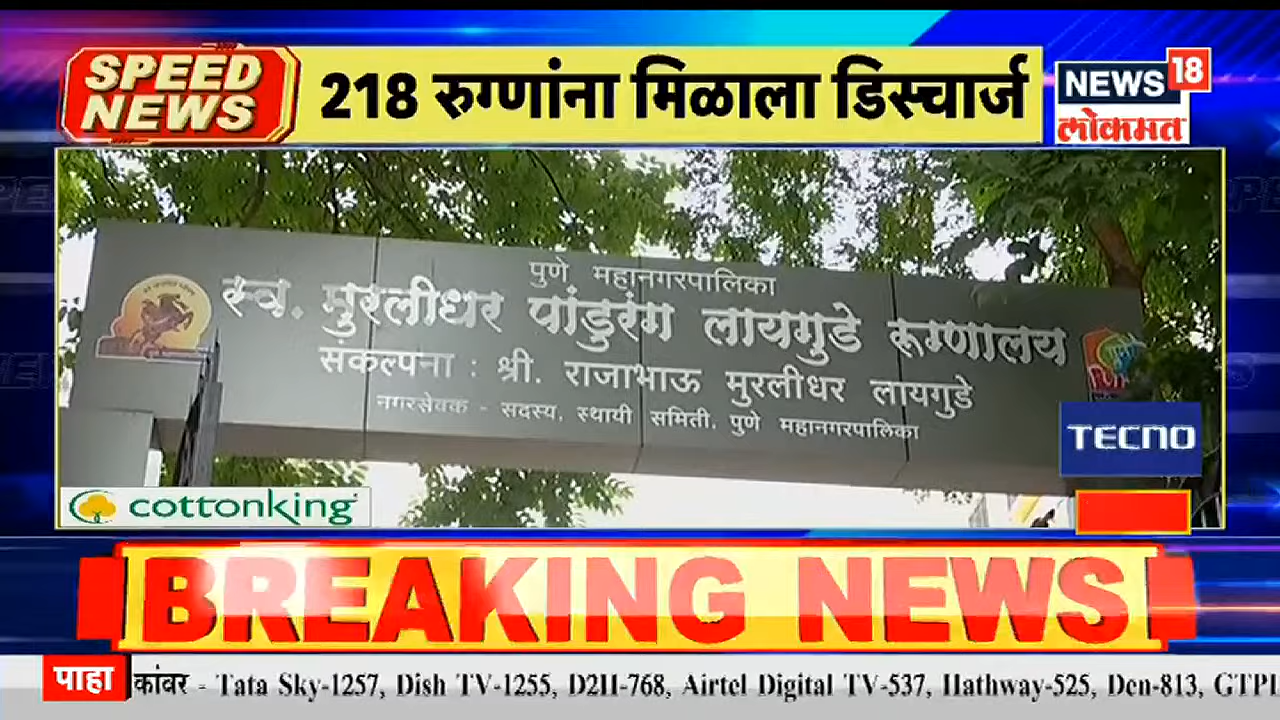 SPEED NEWS
218 रुग्णांना मिळाला डिस्चार्ज
NEWS 18
लोकमत
पुणे महानगरपालिका
स्व. मुरलीधर पांडुरंग लायगुडे रूग्णालय
संकल्पना : श्री. राजाभाऊ मुरलीधर लायगुडे
नगरसेवक - सदस्य, स्थायी समिती, पुणे महानगरपालिका
TECNO
cottonking
BREAKING NEWS
पाहा
कांवर - Tata Sky-1257, Dish TV-1255, D2H-768, Airtel Digital TV-537, Hathway-525, Den-813, GTPL